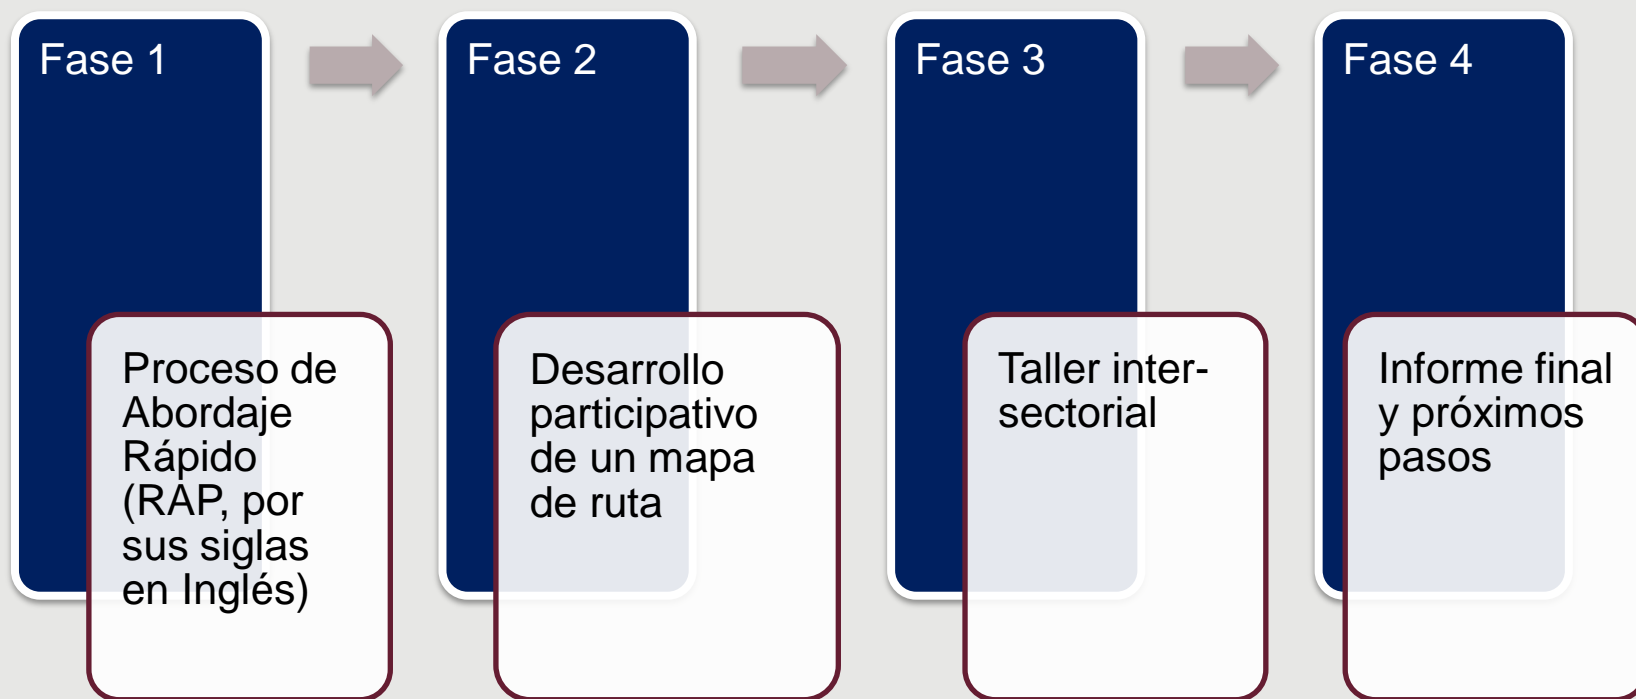 Fase 1
Proceso de
Abordaje
Rápido
(RAP, por
sus siglas
en Inglés)
Fase 2
Desarrollo
participativo
de un mapa
de ruta
Fase 3
Taller inter-
sectorial
Fase 4
Informe final
y próximos
pasos